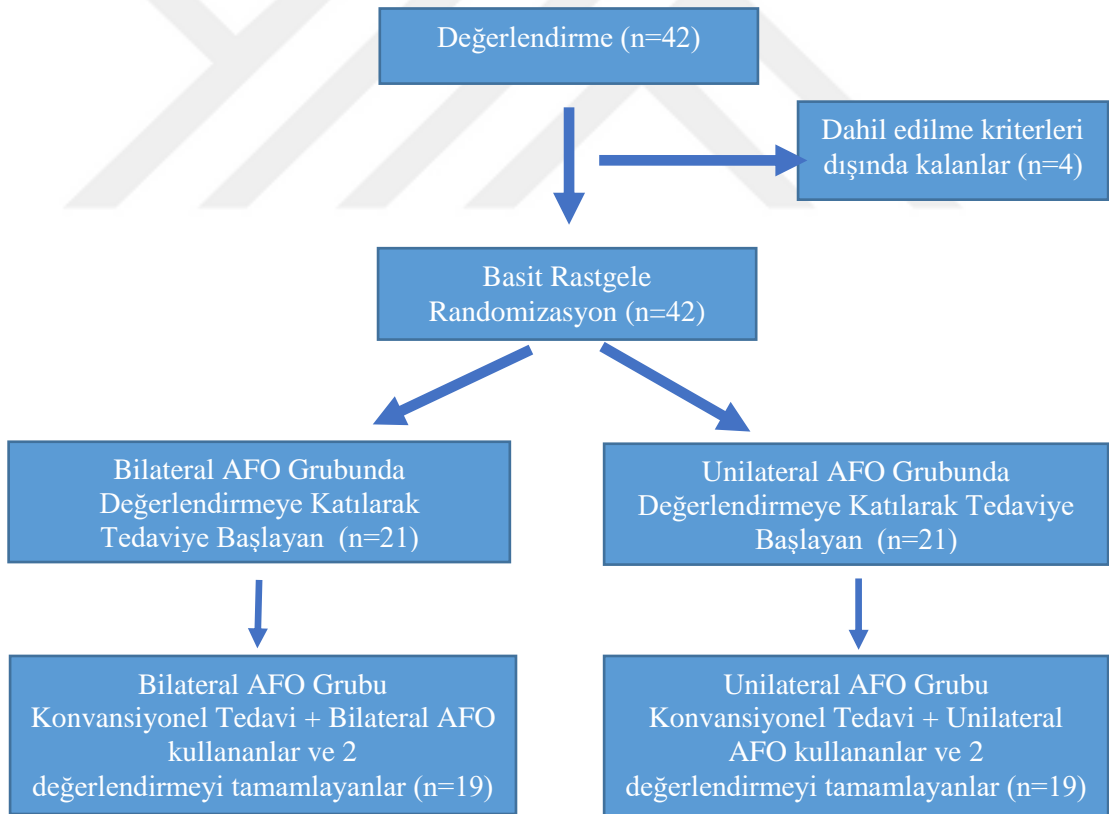 Değerlendirme (n=42)
Dahil edilme kriterleri
dışında kalanlar (n=4)
Basit Rastgele
Randomizasyon (n=42)
Bilateral AFO Grubunda
Değerlendirmeye Katılarak
Tedaviye Başlayan (n=21)
Unilateral AFO Grubunda
Değerlendirmeye Katılarak Tedaviye
Başlayan (n=21)
Bilateral AFO Grubu
Konvansiyonel Tedavi + Bilateral AFO
kullananlar ve 2
değerlendirmeyi tamamlayanlar (n=19)
Unilateral AFO Grubu
Konvansiyonel Tedavi + Unilateral
AFO kullananlar ve 2
değerlendirmeyi tamamlayanlar (n=19)